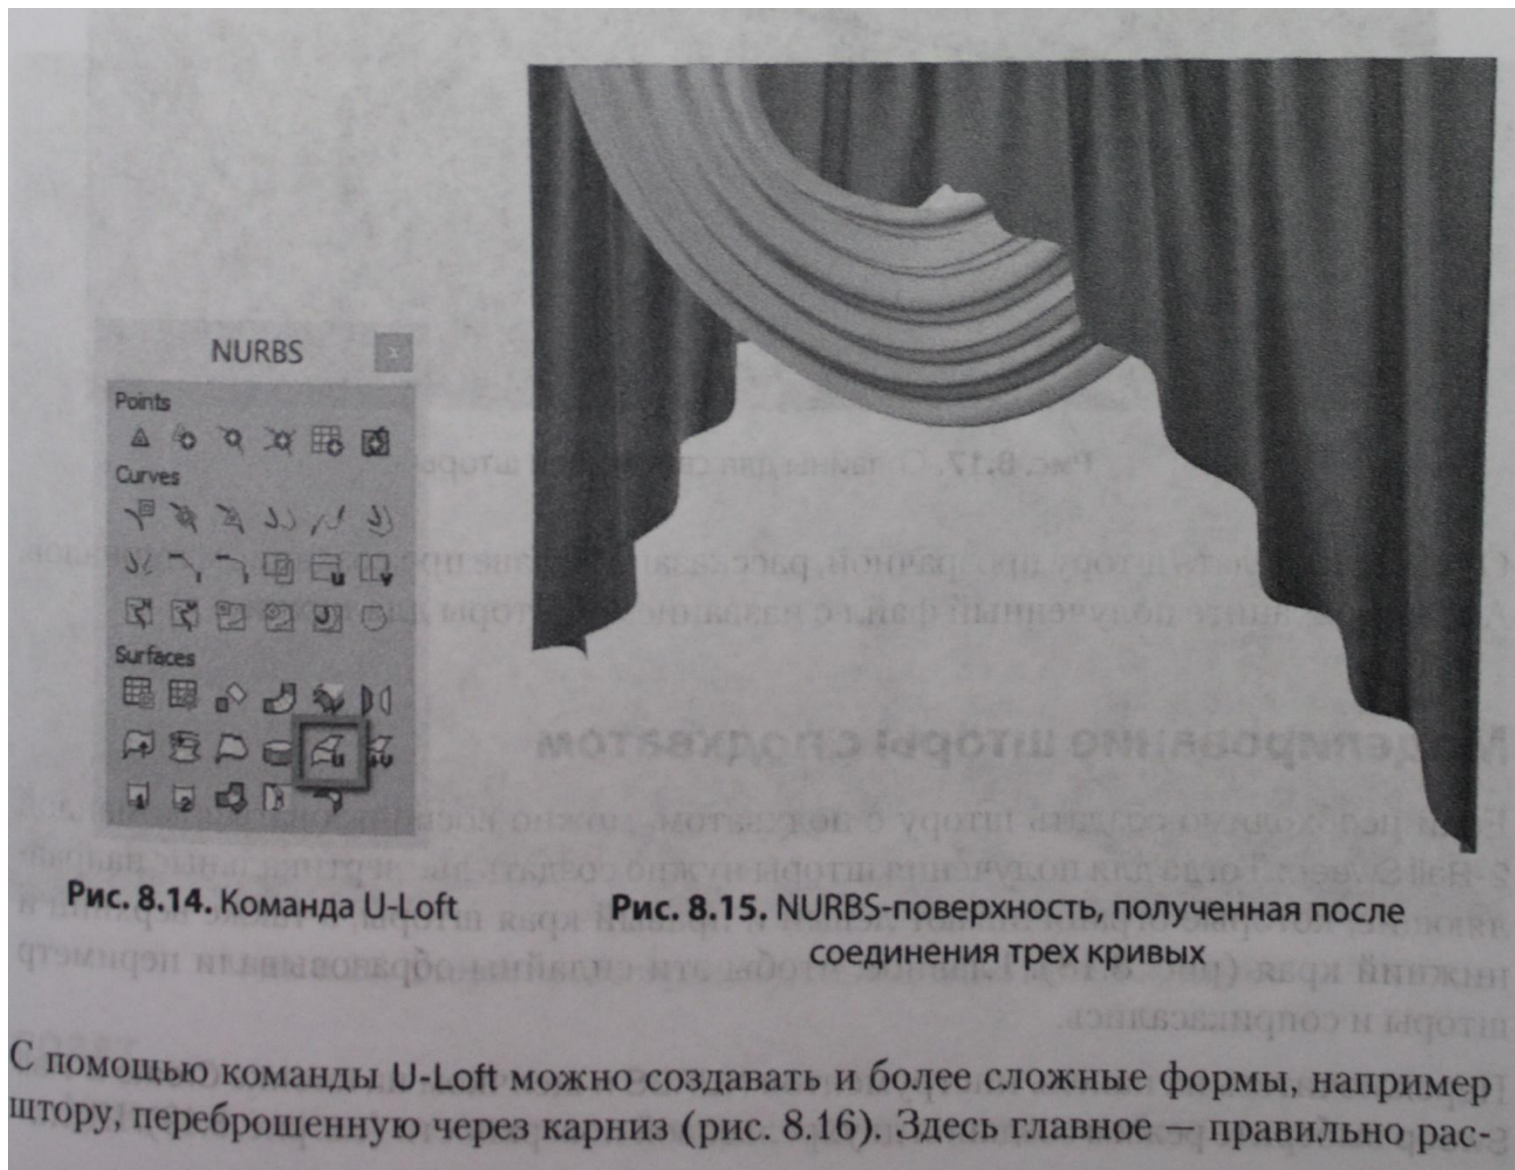 NURBS
Points
Curves
Surfaces
Рис. 8.14. Команда U-Loft
Рис. 8.15. NURBS-поверхность, полученная после
соединения трех кривых
С помощью команды U-Loft можно создавать и более сложные формы, например
штору, переброшенную через карниз (рис. 8.16). Здесь главное — правильно рас-